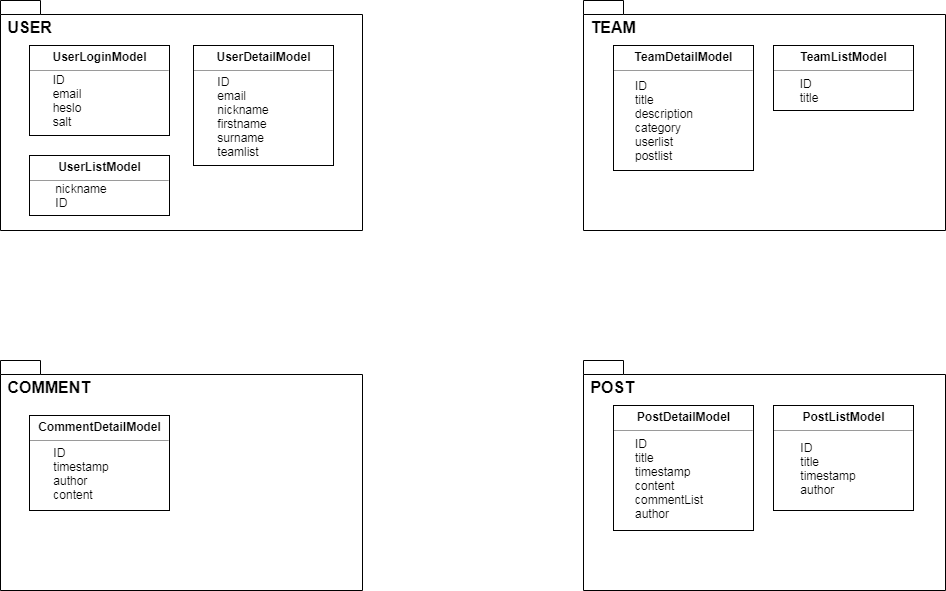 USER
UserLoginModel
ID
email
heslo
salt
UserDetailModel
ID
email
nickname
firstname
surname
teamlist
UserListModel
nickname
ID
TEAM
TeamDetailModel
ID
title
description
category
userlist
postlist
TeamListModel
ID
title
COMMENT
CommentDetailModel
ID
timestamp
author
content
POST
PostDetailModel
ID
title
timestamp
content
commentList
author
PostListModel
ID
title
timestamp
author